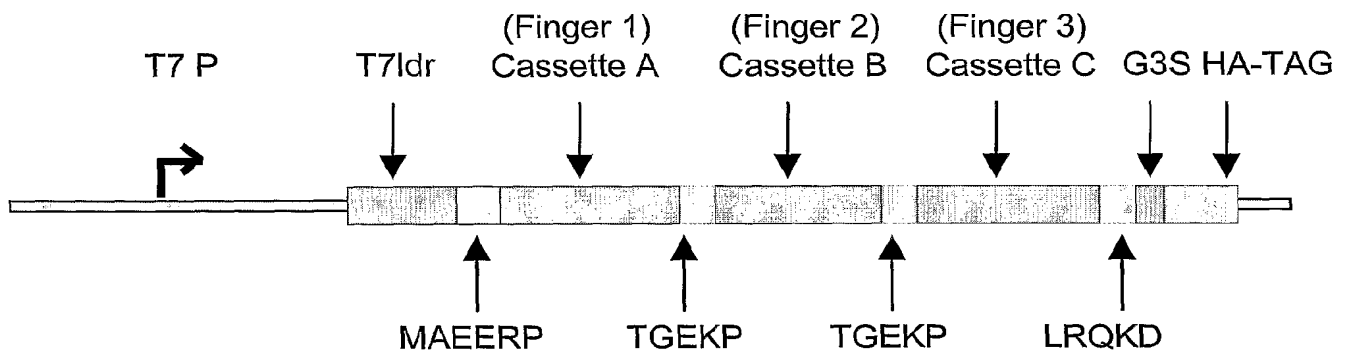 (Finger 1) (Finger 2) (Finger 3)
T7 P T7ldr Cassette A Cassette B Cassette C G3S HA-TAG
MAEERP TGEKP TGEKP LRQKD